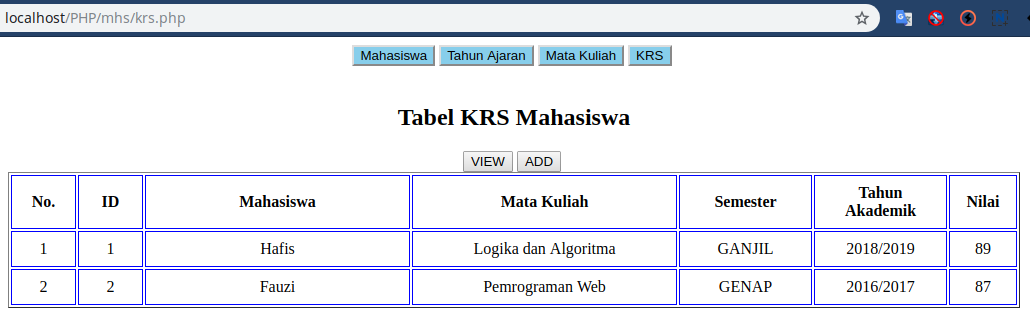 localhost/PHP/mhs/krs.php
Mahasiswa Tahun Ajaran Mata Kuliah KRS
Tabel KRS Mahasiswa
VIEW ADD
No. ID Mahasiswa Mata Kuliah Semester Tahun Akademik Nilai
1 1 Hafis Logika dan Algoritma GANJIL 2018/2019 89
2 2 Fauzi Pemrograman Web GENAP 2016/2017 87